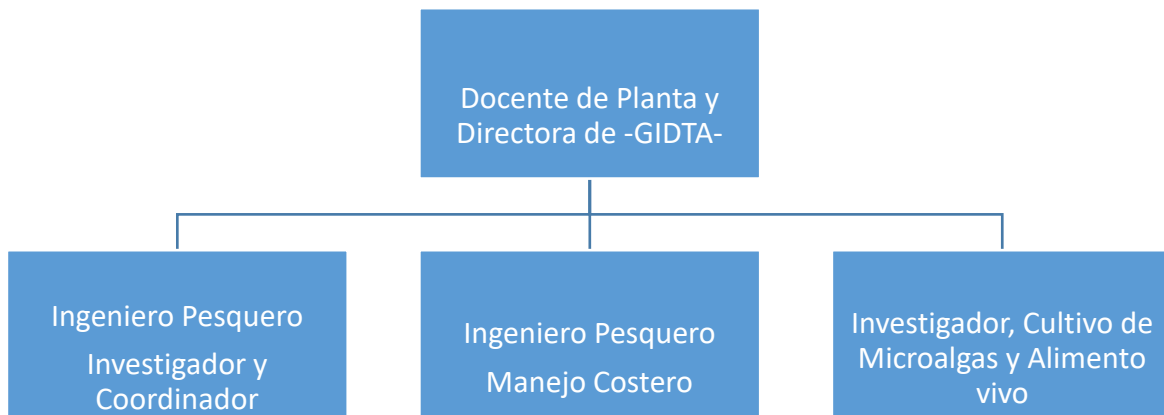 Docente de Planta y
Directora de -GIDTA-
Ingeniero Pesquero
Investigador y
Coordinador
Ingeniero Pesquero
Manejo Costero
Investigador, Cultivo de
Microalgas y Alimento
vivo